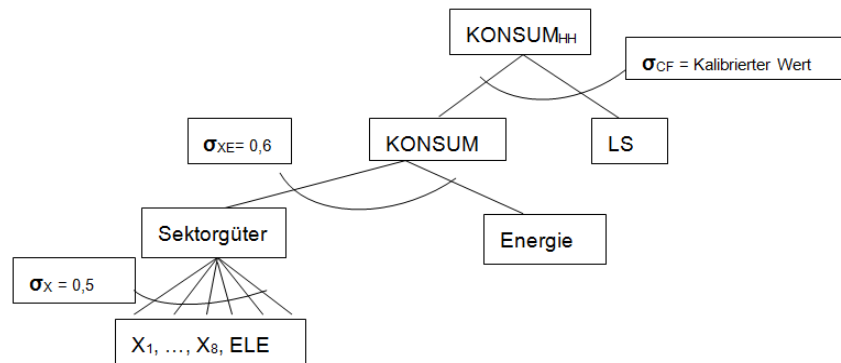 KONSUMHH
σCF = Kalibrierter Wert
σXE= 0,6
KONSUM
LS
Sektorgüter
Energie
σX = 0,5
X1, …, X8, ELE